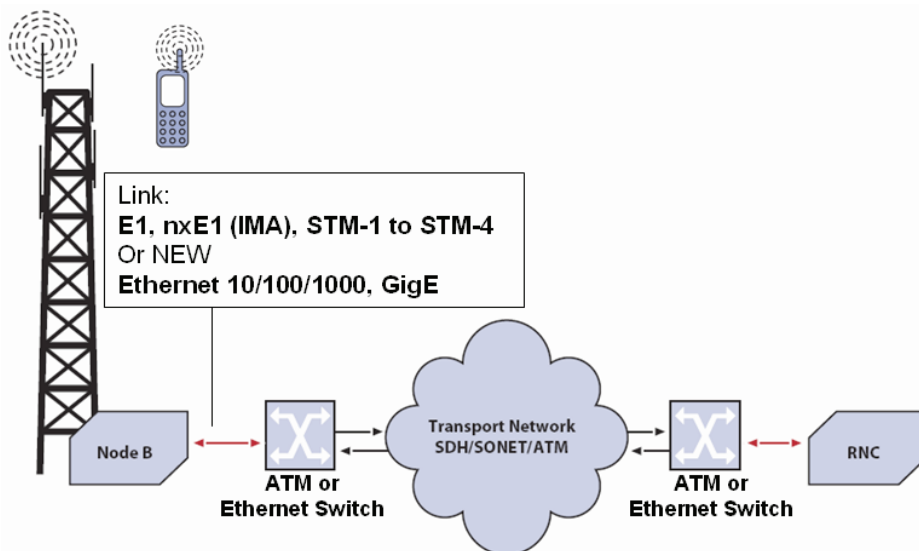 Link:
E1, nxE1 (IMA), STM-1 to STM-4
Or NEW
Ethernet 10/100/1000, GigE
Node B
ATM or
Ethernet Switch
Transport Network
SDH/SONET/ATM
ATM or
Ethernet Switch
RNC